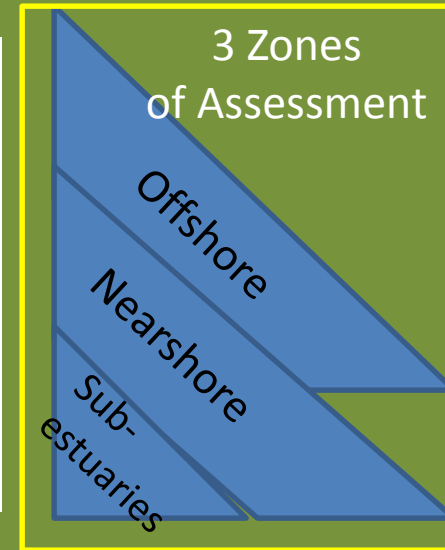 3 Zones
of Assessment
Offshore
Nearshore
Sub-
estuaries